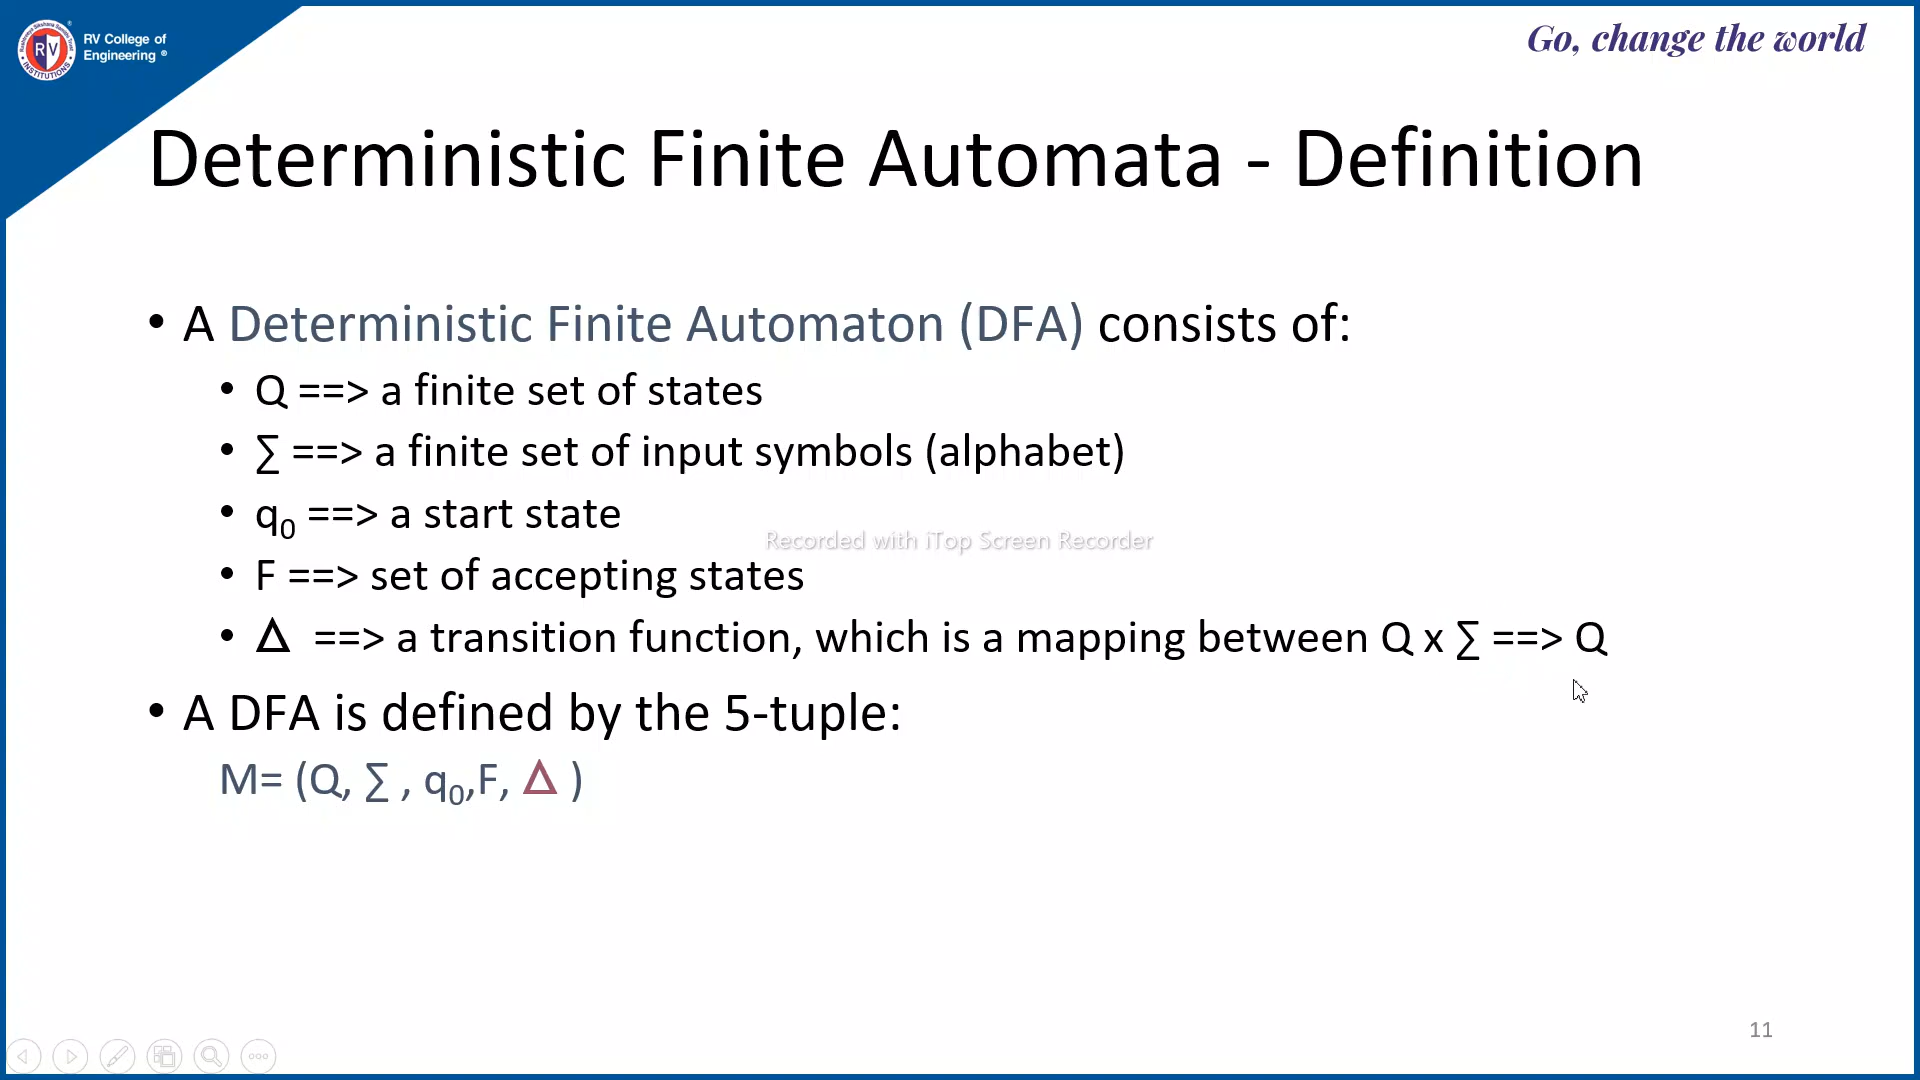 RV College of
Engineering ®
Go, change the world
Deterministic Finite Automata - Definition
• A Deterministic Finite Automaton (DFA) consists of:
• Q ==> a finite set of states
• ∑ ==> a finite set of input symbols (alphabet)
• q₀ ==> a start state
Recorded with iTop Screen Recorder
• F ==> set of accepting states
• Δ ==> a transition function, which is a mapping between Q x ∑ ==> Q
• A DFA is defined by the 5-tuple:
M= (Q, ∑ , q₀,F, Δ )
11